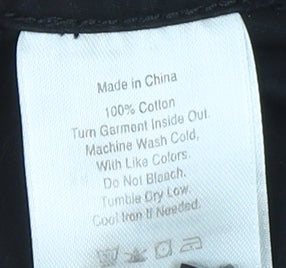 Made in China
100% Cotton
Turn Garment Inside Out.
Machine Wash Cold,
With Like Colors.
Do Not Bleach.
Tumble Dry Low.
Cool Iron If Needed.